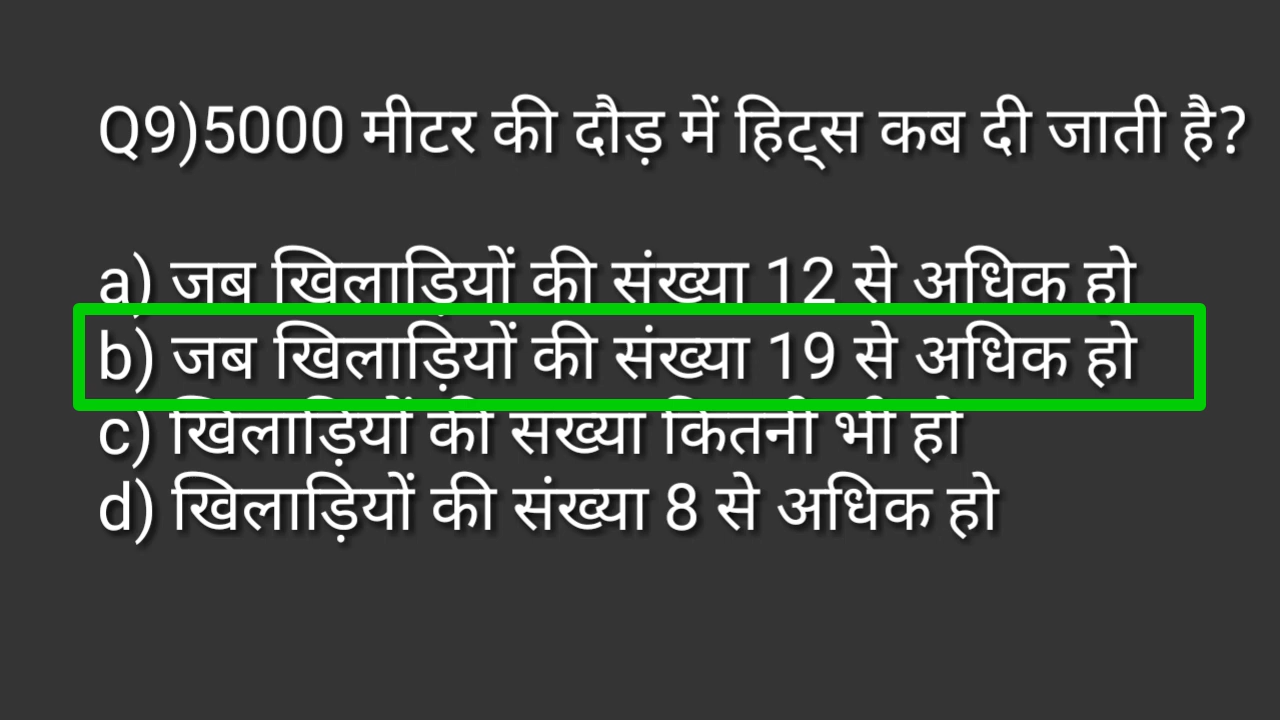 Q9)5000 मीटर की दौड़ में हिट्स कब दी जाती है?
a) जब खिलाड़ियों की संख्या 12 से अधिक हो
b) जब खिलाड़ियों की संख्या 19 से अधिक हो
c) खिलाड़ियों की संख्या कितनी भी हो
d) खिलाड़ियों की संख्या 8 से अधिक हो